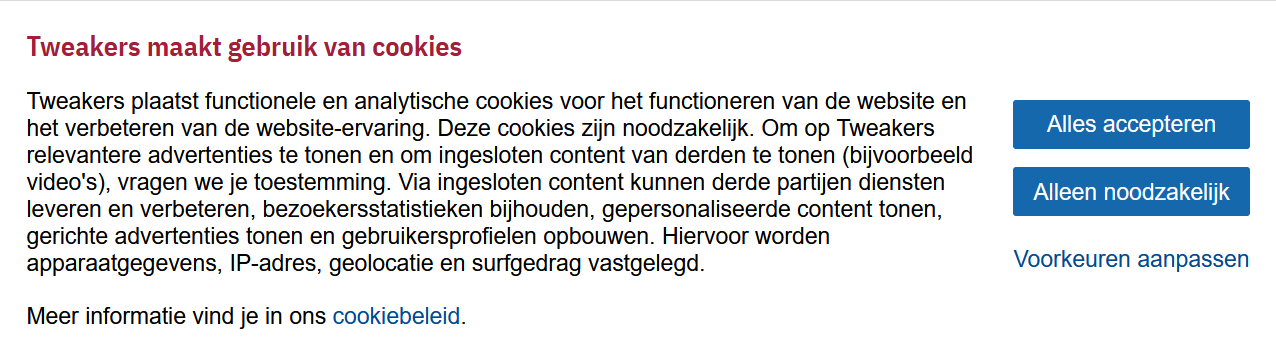 Tweakers maakt gebruik van cookies
Tweakers plaatst functionele en analytische cookies voor het functioneren van de website en
het verbeteren van de website-ervaring. Deze cookies zijn noodzakelijk. Om op Tweakers
relevantere advertenties te tonen en om ingesloten content van derden te tonen (bijvoorbeeld
video's), vragen we je toestemming. Via ingesloten content kunnen derde partijen diensten
leveren en verbeteren, bezoekersstatistieken bijhouden, gepersonaliseerde content tonen,
gerichte advertenties tonen en gebruikersprofielen opbouwen. Hiervoor worden
apparaatgegevens, IP-adres, geolocatie en surfgedrag vastgelegd.
Meer informatie vind je in ons cookiebeleid.
Alles accepteren
Alleen noodzakelijk
Voorkeuren aanpassen